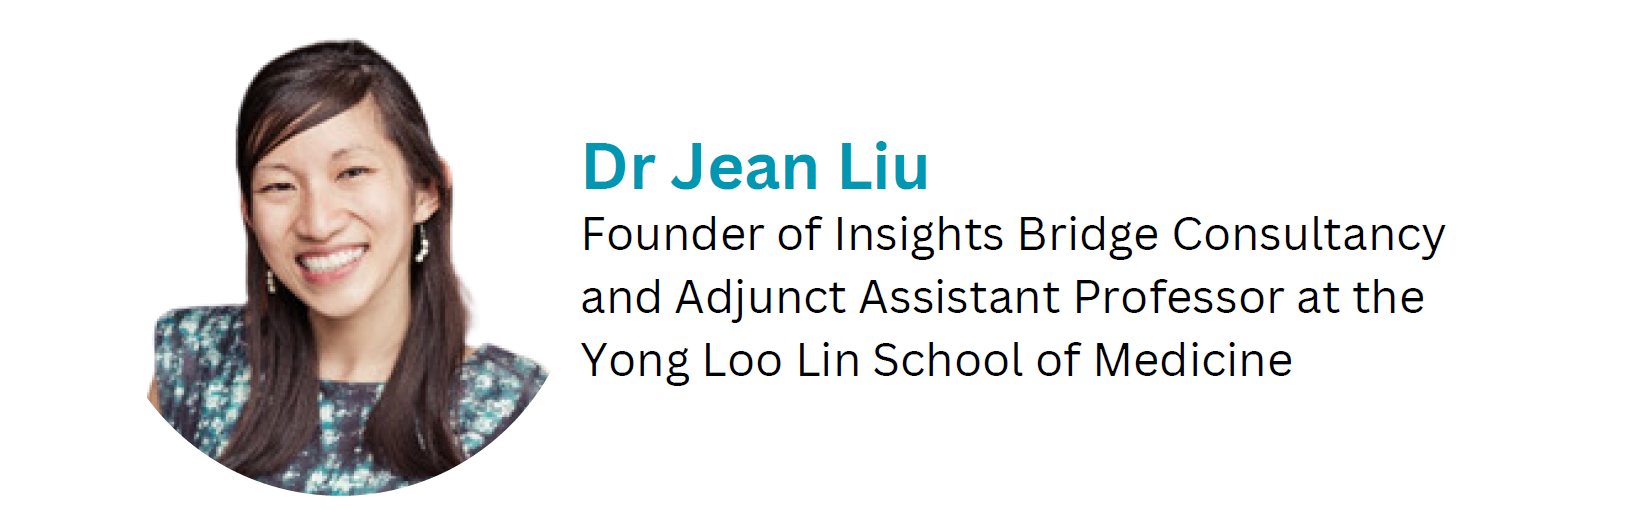 Dr Jean Liu
Founder of Insights Bridge Consultancy
and Adjunct Assistant Professor at the
Yong Loo Lin School of Medicine